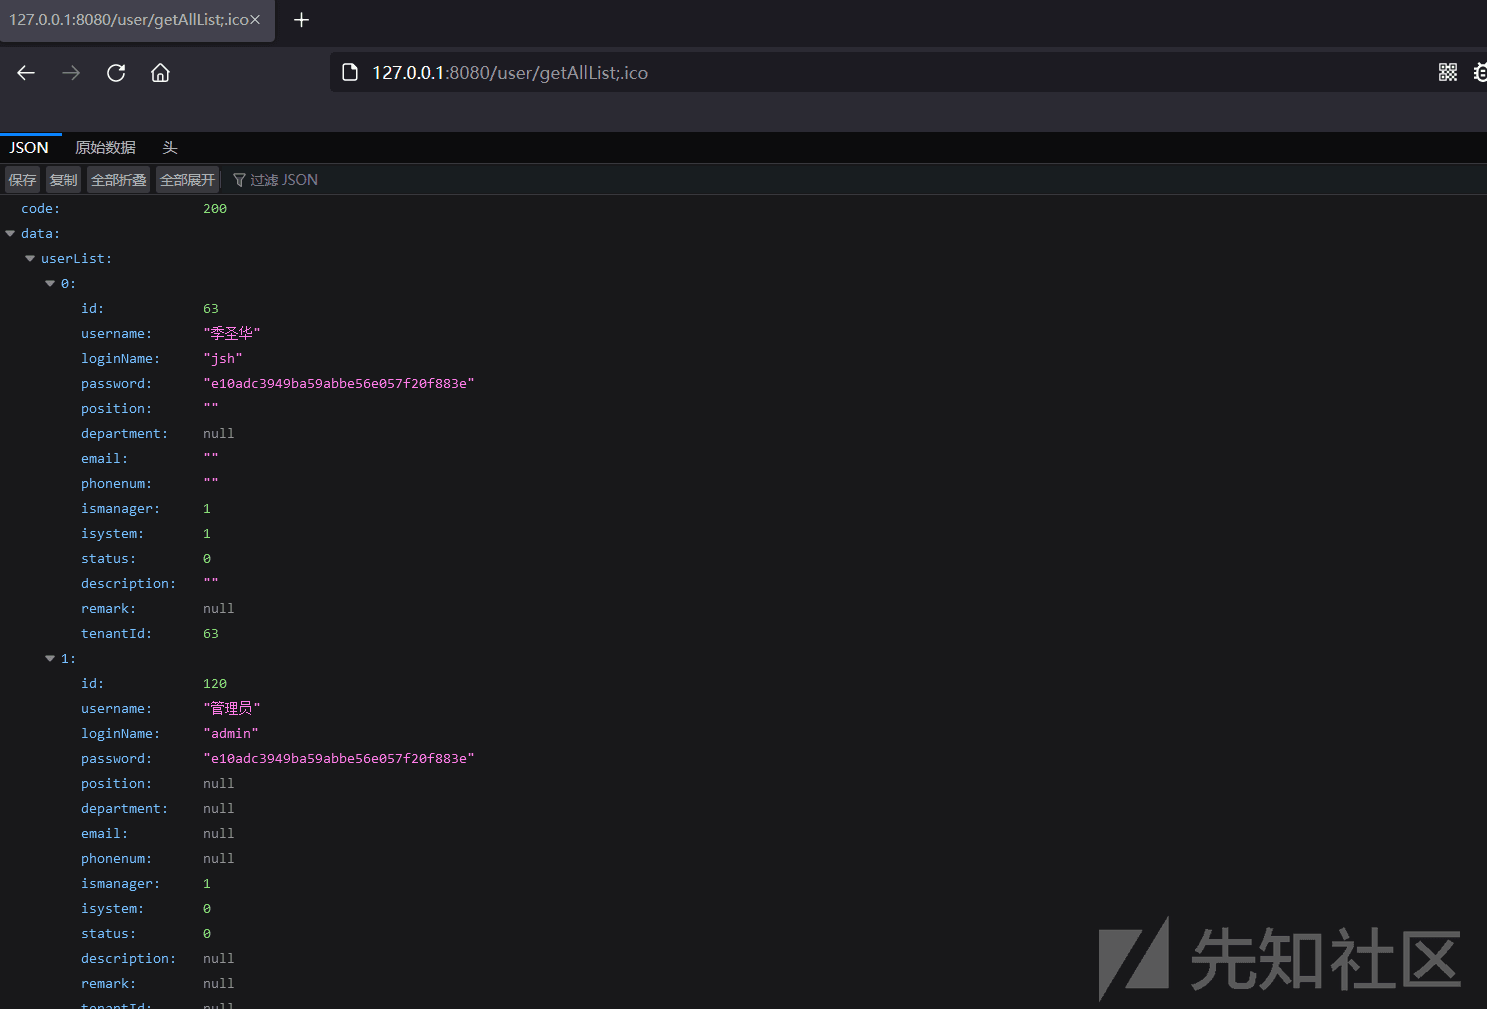 127.0.0.1:8080/user/getAllList;.ico
127.0.0.1:8080/user/getAllList;.ico
JSON 原始数据 头
保存 复制 全部折叠 全部展开 过滤 JSON
code: 200
data:
userList:
0:
id: 63
username: "季圣华"
loginName: "jsh"
password: "e10adc3949ba59abbe56e057f20f883e"
position: ""
department: null
email: ""
phonenum: ""
ismanager: 1
isystem: 1
status: 0
description: ""
remark: null
tenantId: 63
1:
id: 120
username: "管理员"
loginName: "admin"
password: "e10adc3949ba59abbe56e057f20f883e"
position: null
department: null
email: null
phonenum: null
ismanager: 1
isystem: 0
status: 0
description: null
remark: null
tenantId: null
先知社区